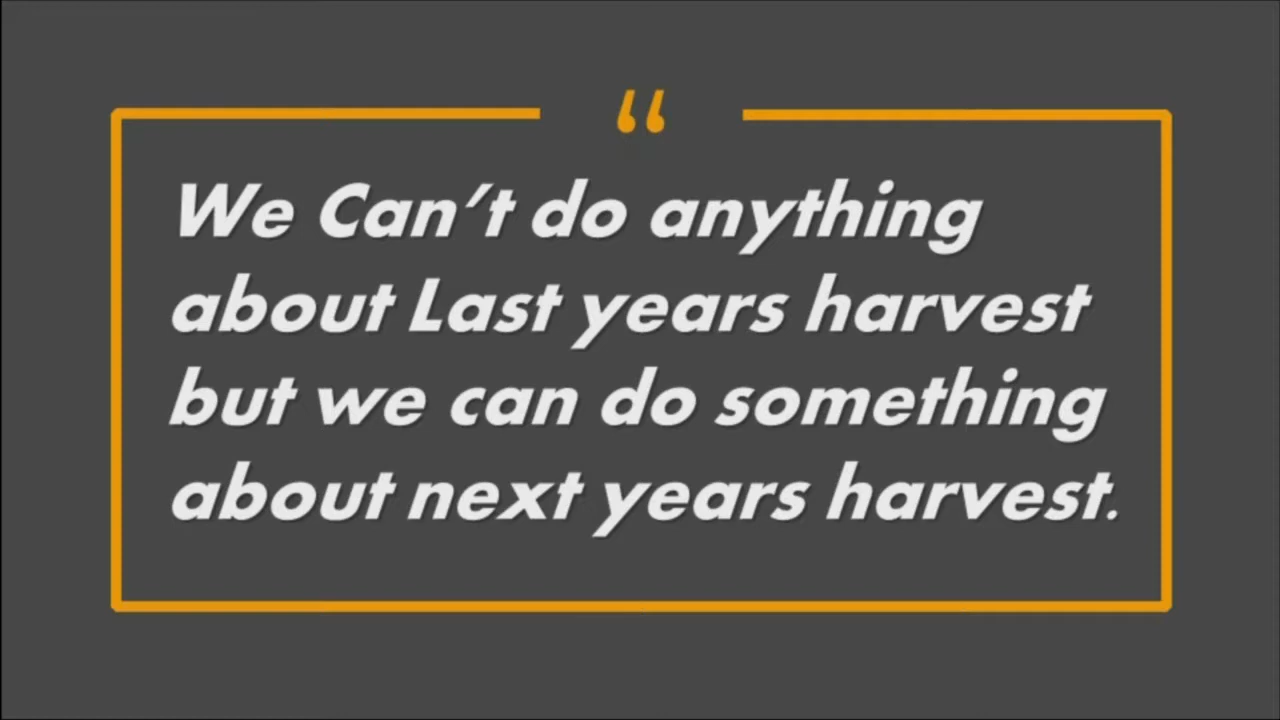 “
We Can’t do anything
about Last years harvest
but we can do something
about next years harvest.